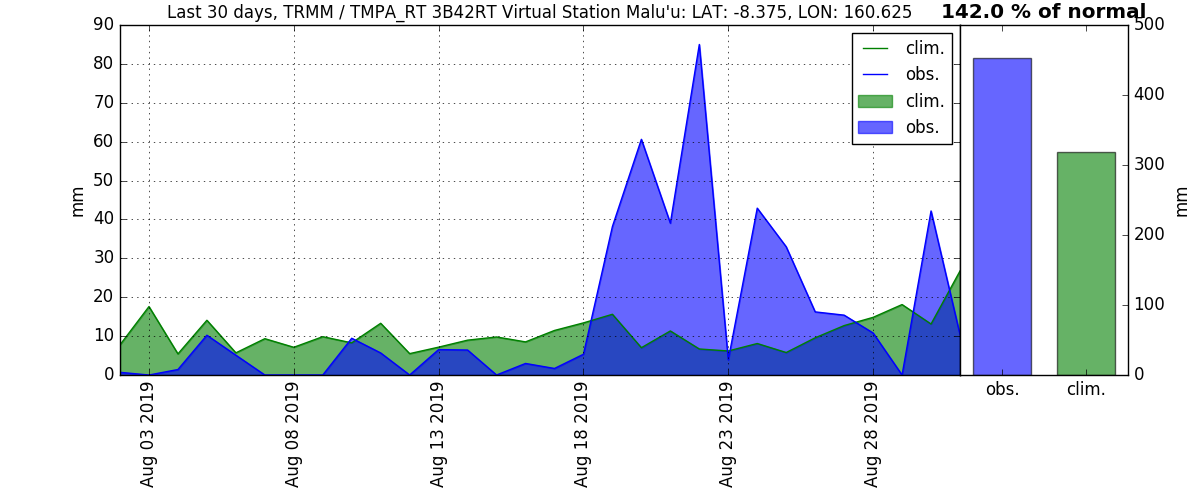 Last 30 days, TRMM / TMPA_RT 3B42RT Virtual Station Malu'u: LAT: -8.375, LON: 160.625
142.0 % of normal
90
80
70
60
50
40
30
20
10
0
mm
clim.
obs.
clim.
obs.
Aug 03 2019
Aug 08 2019
Aug 13 2019
Aug 18 2019
Aug 23 2019
Aug 28 2019
500
400
300
200
100
0
mm
obs.
clim.